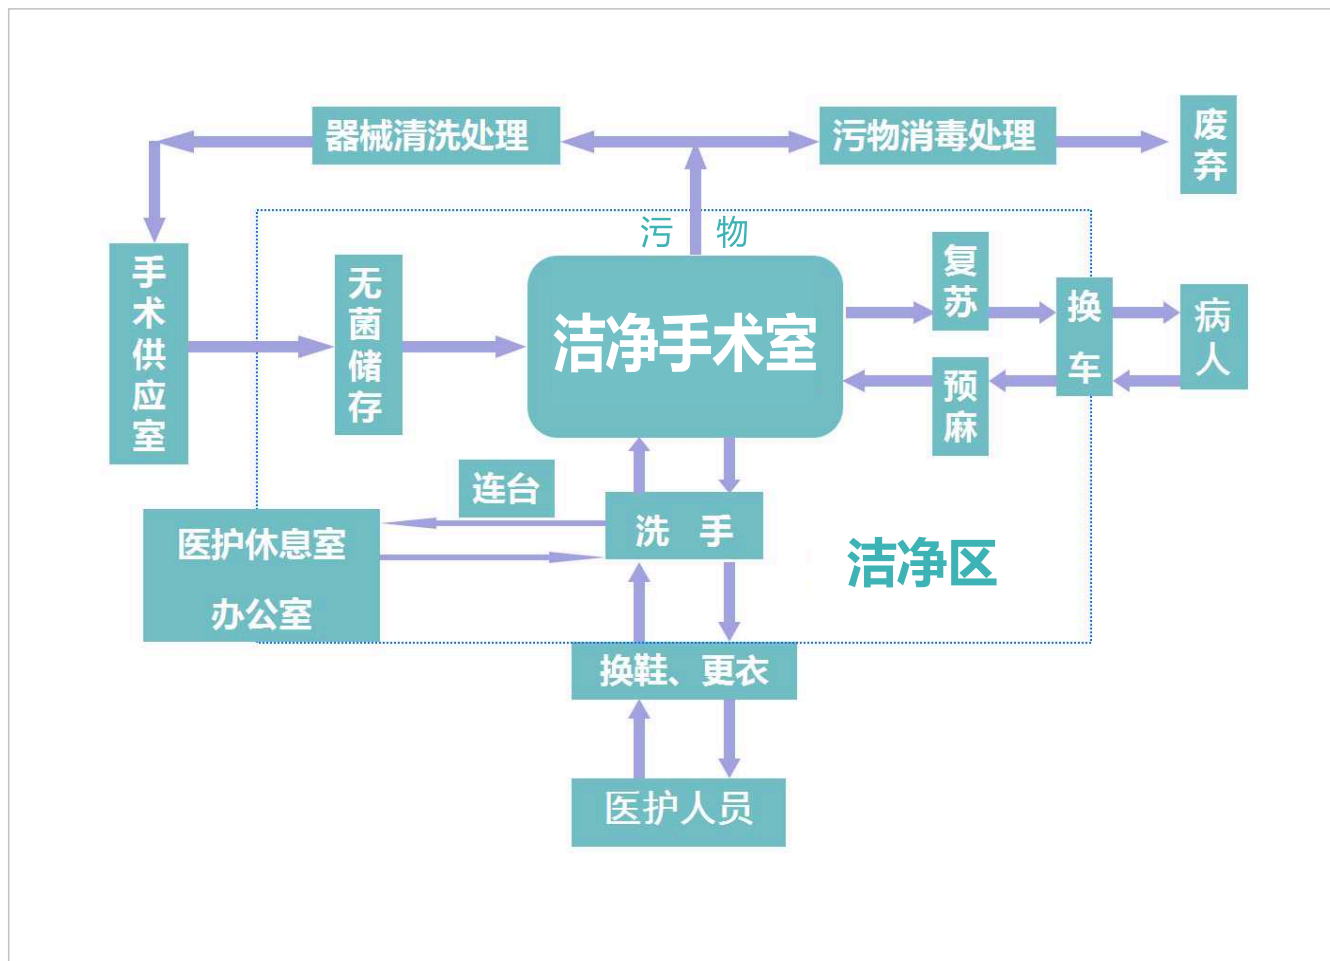 器械清洗处理
污物消毒处理
废弃
污 物
手术供应室
无菌储存
洁净手术室
复苏
预麻
换车
病人
连台
洗 手
医护休息室
办公室
洁净区
换鞋、更衣
医护人员